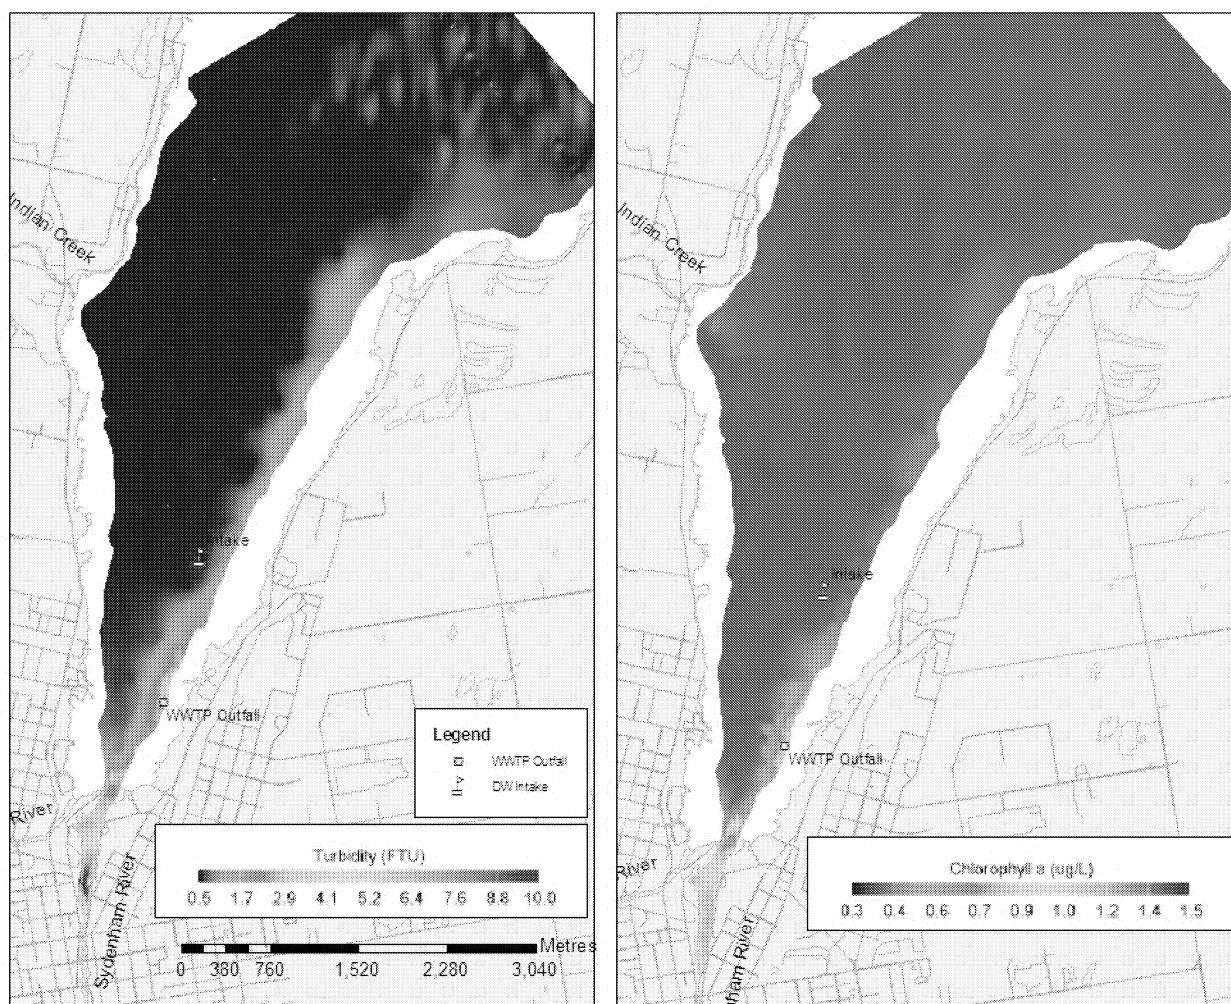 Indian Creek
Intake
WWTP Outfall
Legend
WWTP Outfall
DW Intake
River
Turbidity (FTU)
0.5 1.7 2.9 4.1 5.2 6.4 7.6 8.8 10.0
Sydenham River
Metres
0 380 760 1,520 2,280 3,040
Indian Creek
Intake
WWTP Outfall
River
Chlorophyll a (ug/L)
0.3 0.4 0.6 0.7 0.9 1.0 1.2 1.4 1.5
nham River